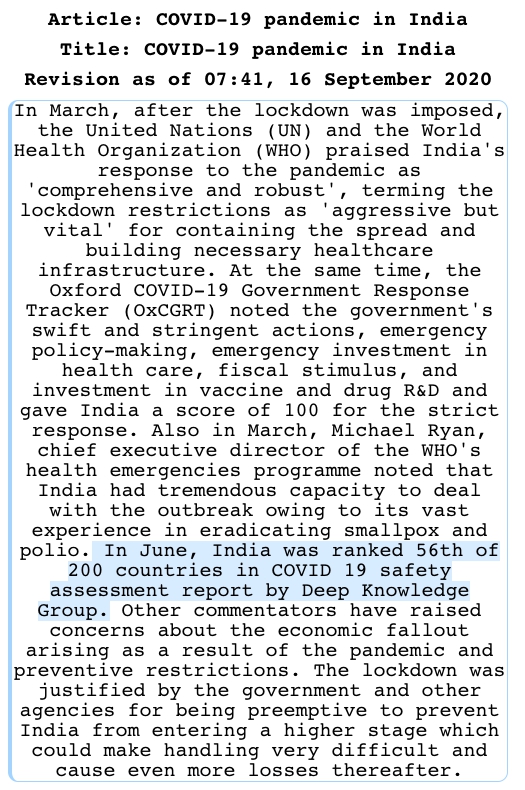 Article: COVID-19 pandemic in India
Title: COVID-19 pandemic in India
Revision as of 07:41, 16 September 2020
In March, after the lockdown was imposed,
the United Nations (UN) and the World
Health Organization (WHO) praised India's
response to the pandemic as
'comprehensive and robust', terming the
lockdown restrictions as 'aggressive but
vital' for containing the spread and
building necessary healthcare
infrastructure. At the same time, the
Oxford COVID-19 Government Response
Tracker (OxCGRT) noted the government's
swift and stringent actions, emergency
policy-making, emergency investment in
health care, fiscal stimulus, and
investment in vaccine and drug R&D and
gave India a score of 100 for the strict
response. Also in March, Michael Ryan,
chief executive director of the WHO's
health emergencies programme noted that
India had tremendous capacity to deal
with the outbreak owing to its vast
experience in eradicating smallpox and
polio. In June, India was ranked 56th of
200 countries in COVID 19 safety
assessment report by Deep Knowledge
Group. Other commentators have raised
concerns about the economic fallout
arising as a result of the pandemic and
preventive restrictions. The lockdown was
justified by the government and other
agencies for being preemptive to prevent
India from entering a higher stage which
could make handling very difficult and
cause even more losses thereafter.